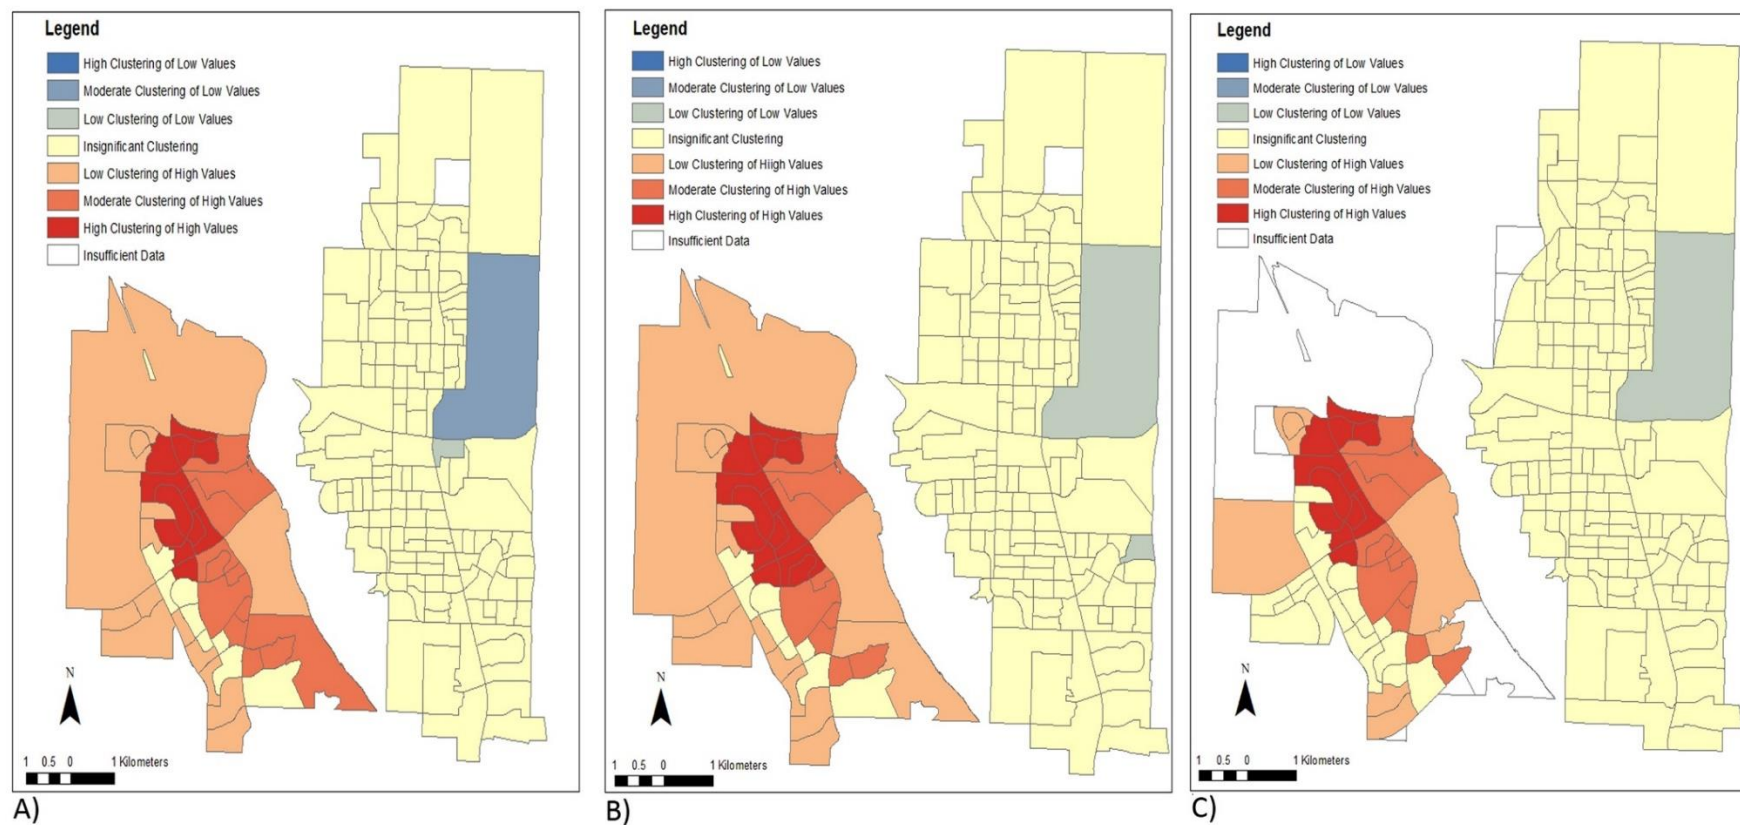 Legend
High Clustering of Low Values
Moderate Clustering of Low Values
Low Clustering of Low Values
Insignificant Clustering
Low Clustering of High Values
Moderate Clustering of High Values
High Clustering of High Values
Insufficient Data
N
1 0.5 0 1 Kilometers
A)
Legend
High Clustering of Low Values
Moderate Clustering of Low Values
Low Clustering of Low Values
Insignificant Clustering
Low Clustering of Hiigh Values
Moderate Clustering of High Values
High Clustering of High Values
Insufficient Data
N
1 0.5 0 1 Kilometers
B)
Legend
High Clustering of Low Values
Moderate Clustering of Low Values
Low Clustering of Low Values
Insignificant Clustering
Low Clustering of High Values
Moderate Clustering of High Values
High Clustering of High Values
Insufficient Data
N
1 0.5 0 1 Kilometers
C)